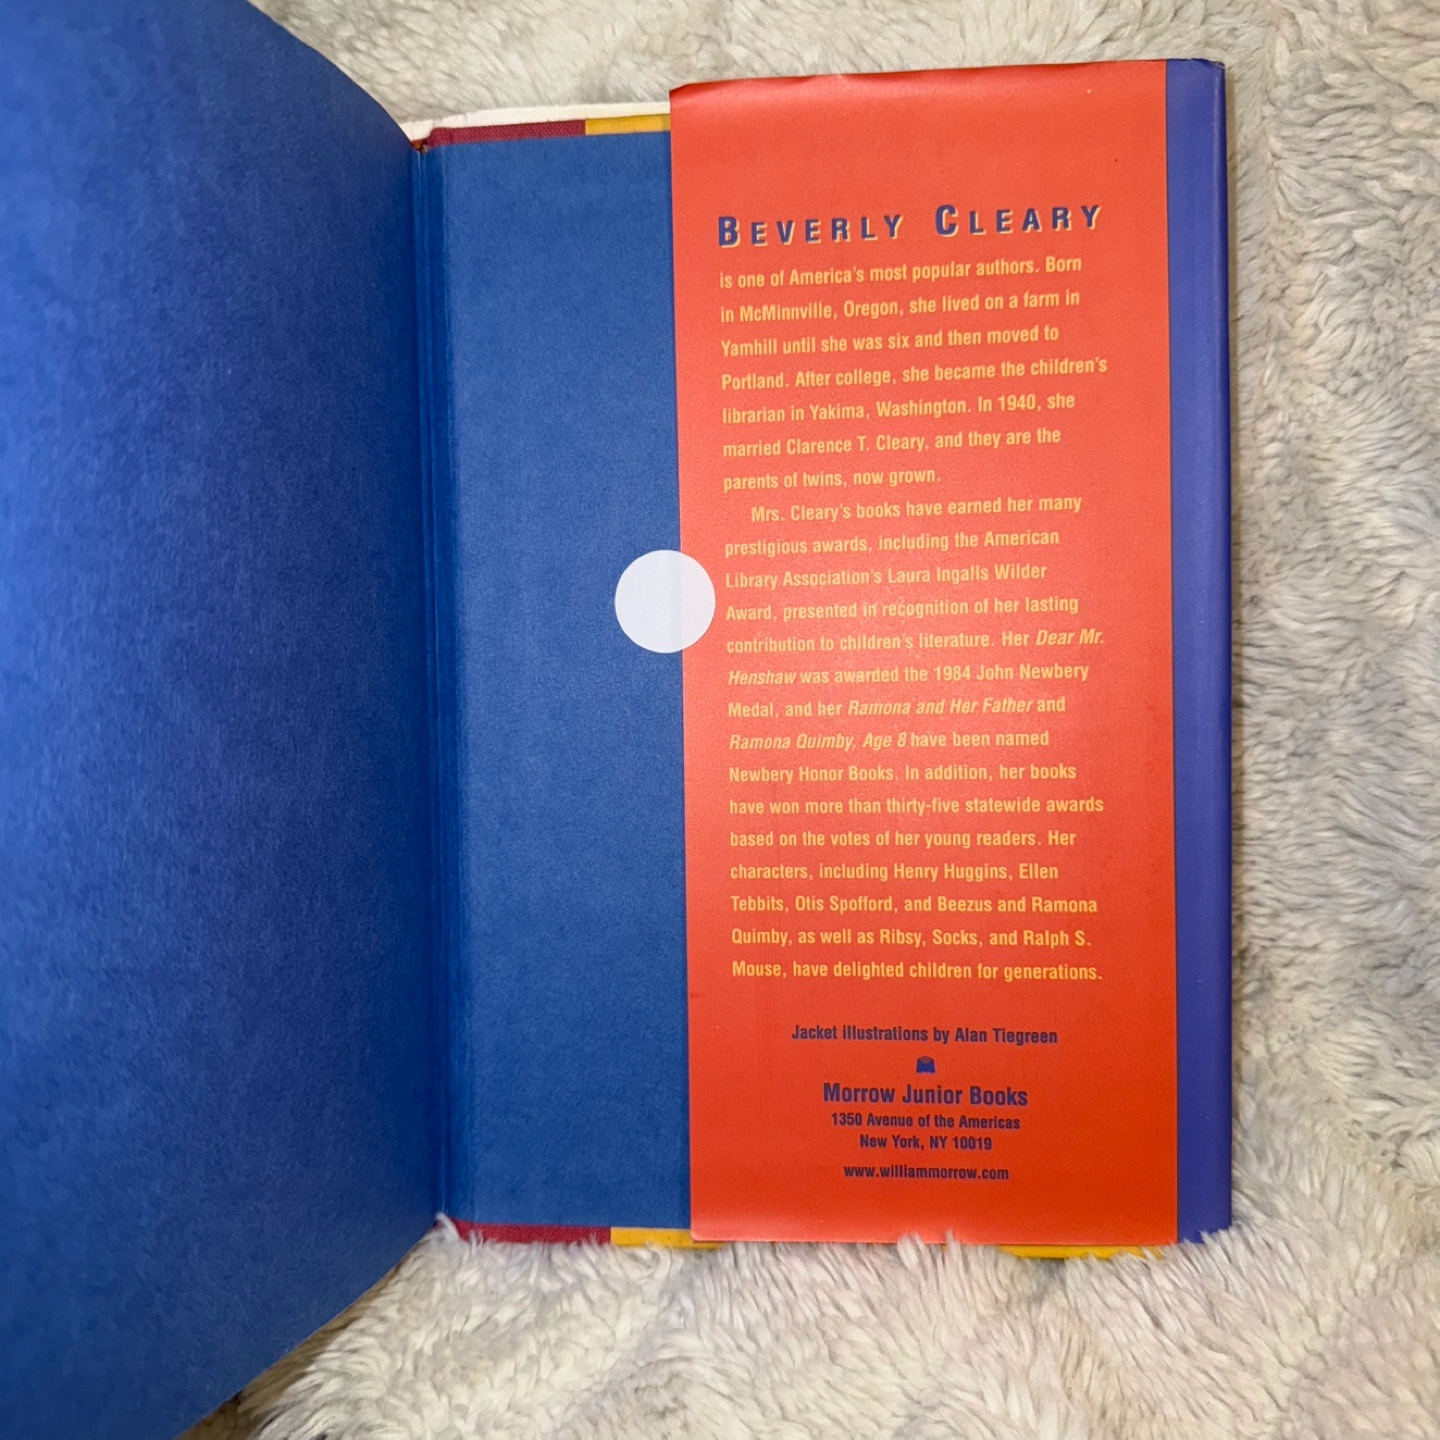 BEVERLY CLEARY
is one of America's most popular authors. Born
in McMinnville, Oregon, she lived on a farm in
Yamhill until she was six and then moved to
Portland. After college, she became the children's
librarian in Yakima, Washington. In 1940, she
married Clarence T. Cleary, and they are the
parents of twins, now grown.
Mrs. Cleary's books have earned her many
prestigious awards, including the American
Library Association's Laura Ingalls Wilder
Award, presented in recognition of her lasting
contribution to children's literature. Her Dear Mr.
Henshaw was awarded the 1984 John Newbery
Medal, and her Ramona and Her Father and
Ramona Quimby, Age 8 have been named
Newbery Honor Books. In addition, her books
have won more than thirty-five statewide awards
based on the votes of her young readers. Her
characters, including Henry Huggins, Ellen
Tebbits, Otis Spofford, and Beezus and Ramona
Quimby, as well as Ribsy, Socks, and Ralph S.
Mouse, have delighted children for generations.
Jacket illustrations by Alan Tiegreen
Morrow Junior Books
1350 Avenue of the Americas
New York, NY 10019
www.williammorrow.com